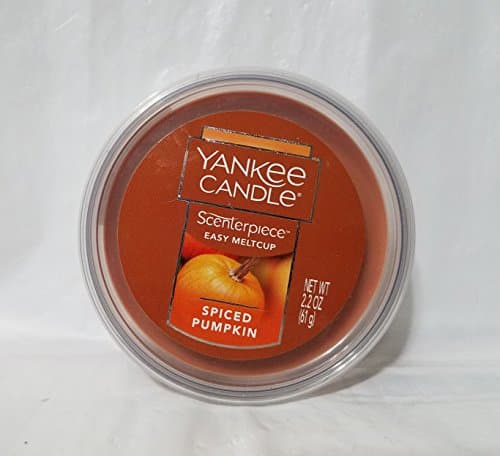 YANKEE
CANDLE®
Scenterpiece™
EASY MELTCUP
SPICED
PUMPKIN
NET WT
2.2 OZ
(61 g)